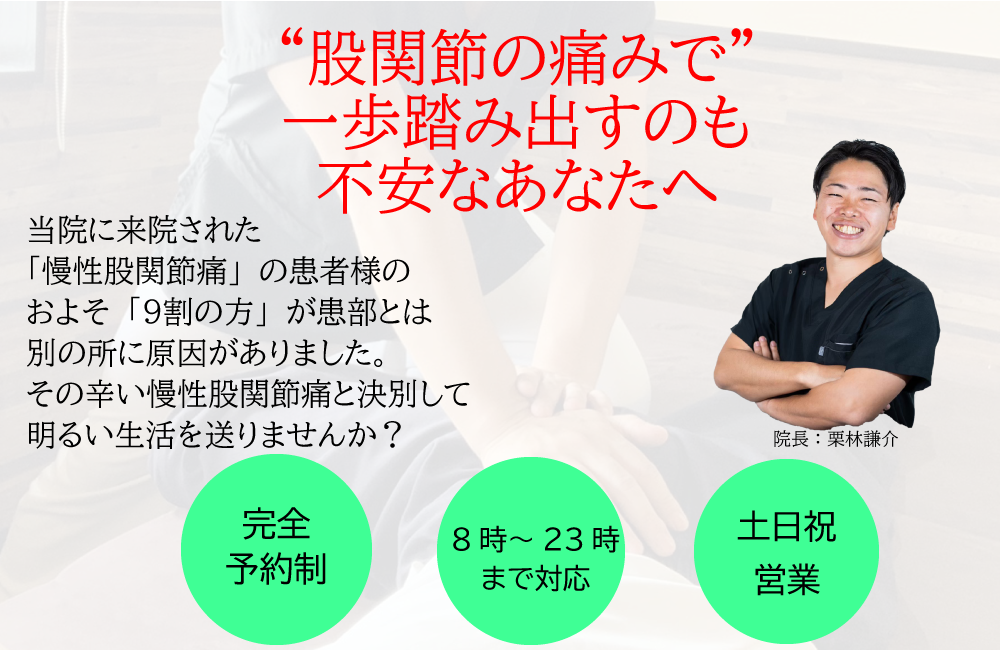 “股関節の痛みで”
一歩踏み出すのも
不安なあなたへ
当院に来院された
「慢性股関節痛」の患者様の
およそ「9割の方」が患部とは
別の所に原因がありました。
その辛い慢性股関節痛と決別して
明るい生活を送りませんか？
院長：栗林謙介
完全
予約制
8時～23時
まで対応
土日祝
営業